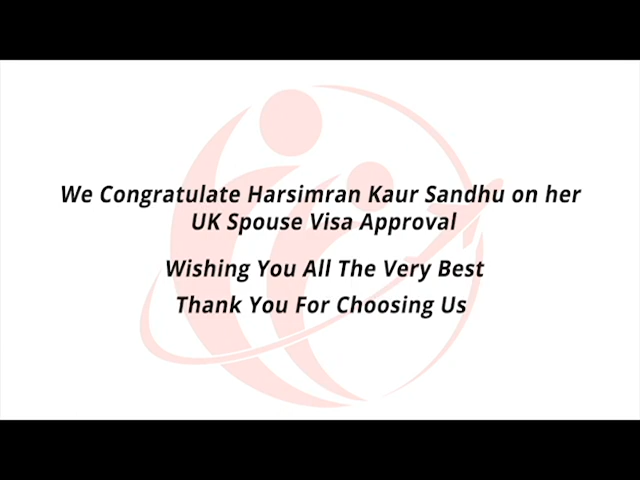 We Congratulate Harsimran Kaur Sandhu on her
UK Spouse Visa Approval
Wishing You All The Very Best
Thank You For Choosing Us